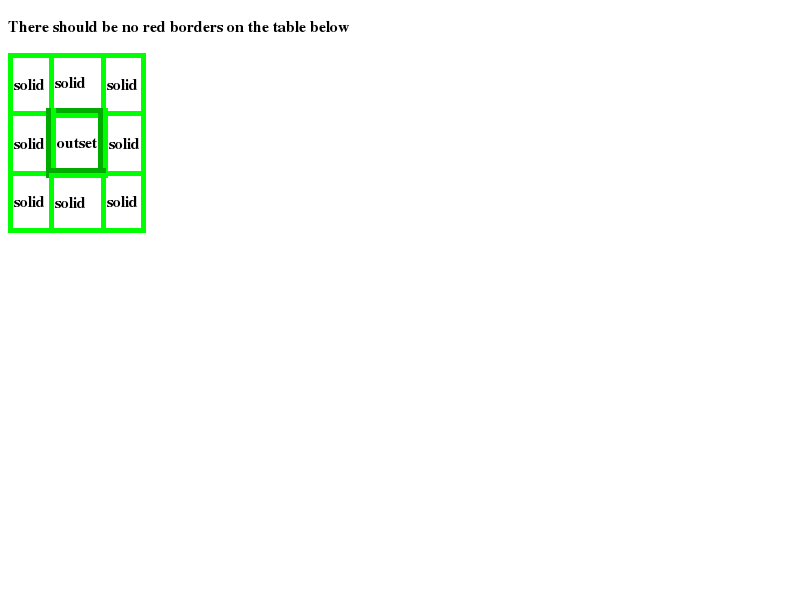 There should be no red borders on the table below
solid solid solid
solid outset solid
solid solid solid